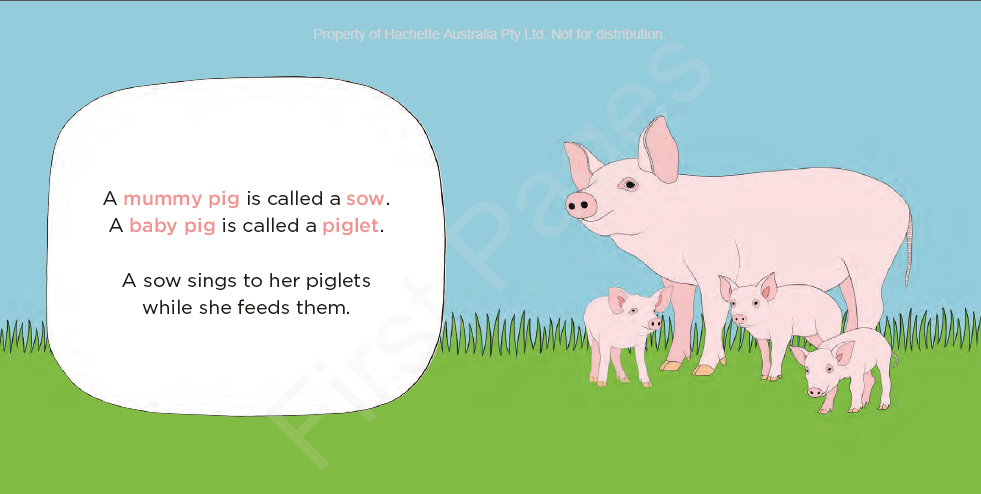 Property of Hachette Australia Pty Ltd. Not for distribution.
First Pages
A mummy pig is called a sow.
A baby pig is called a piglet.
A sow sings to her piglets
while she feeds them.